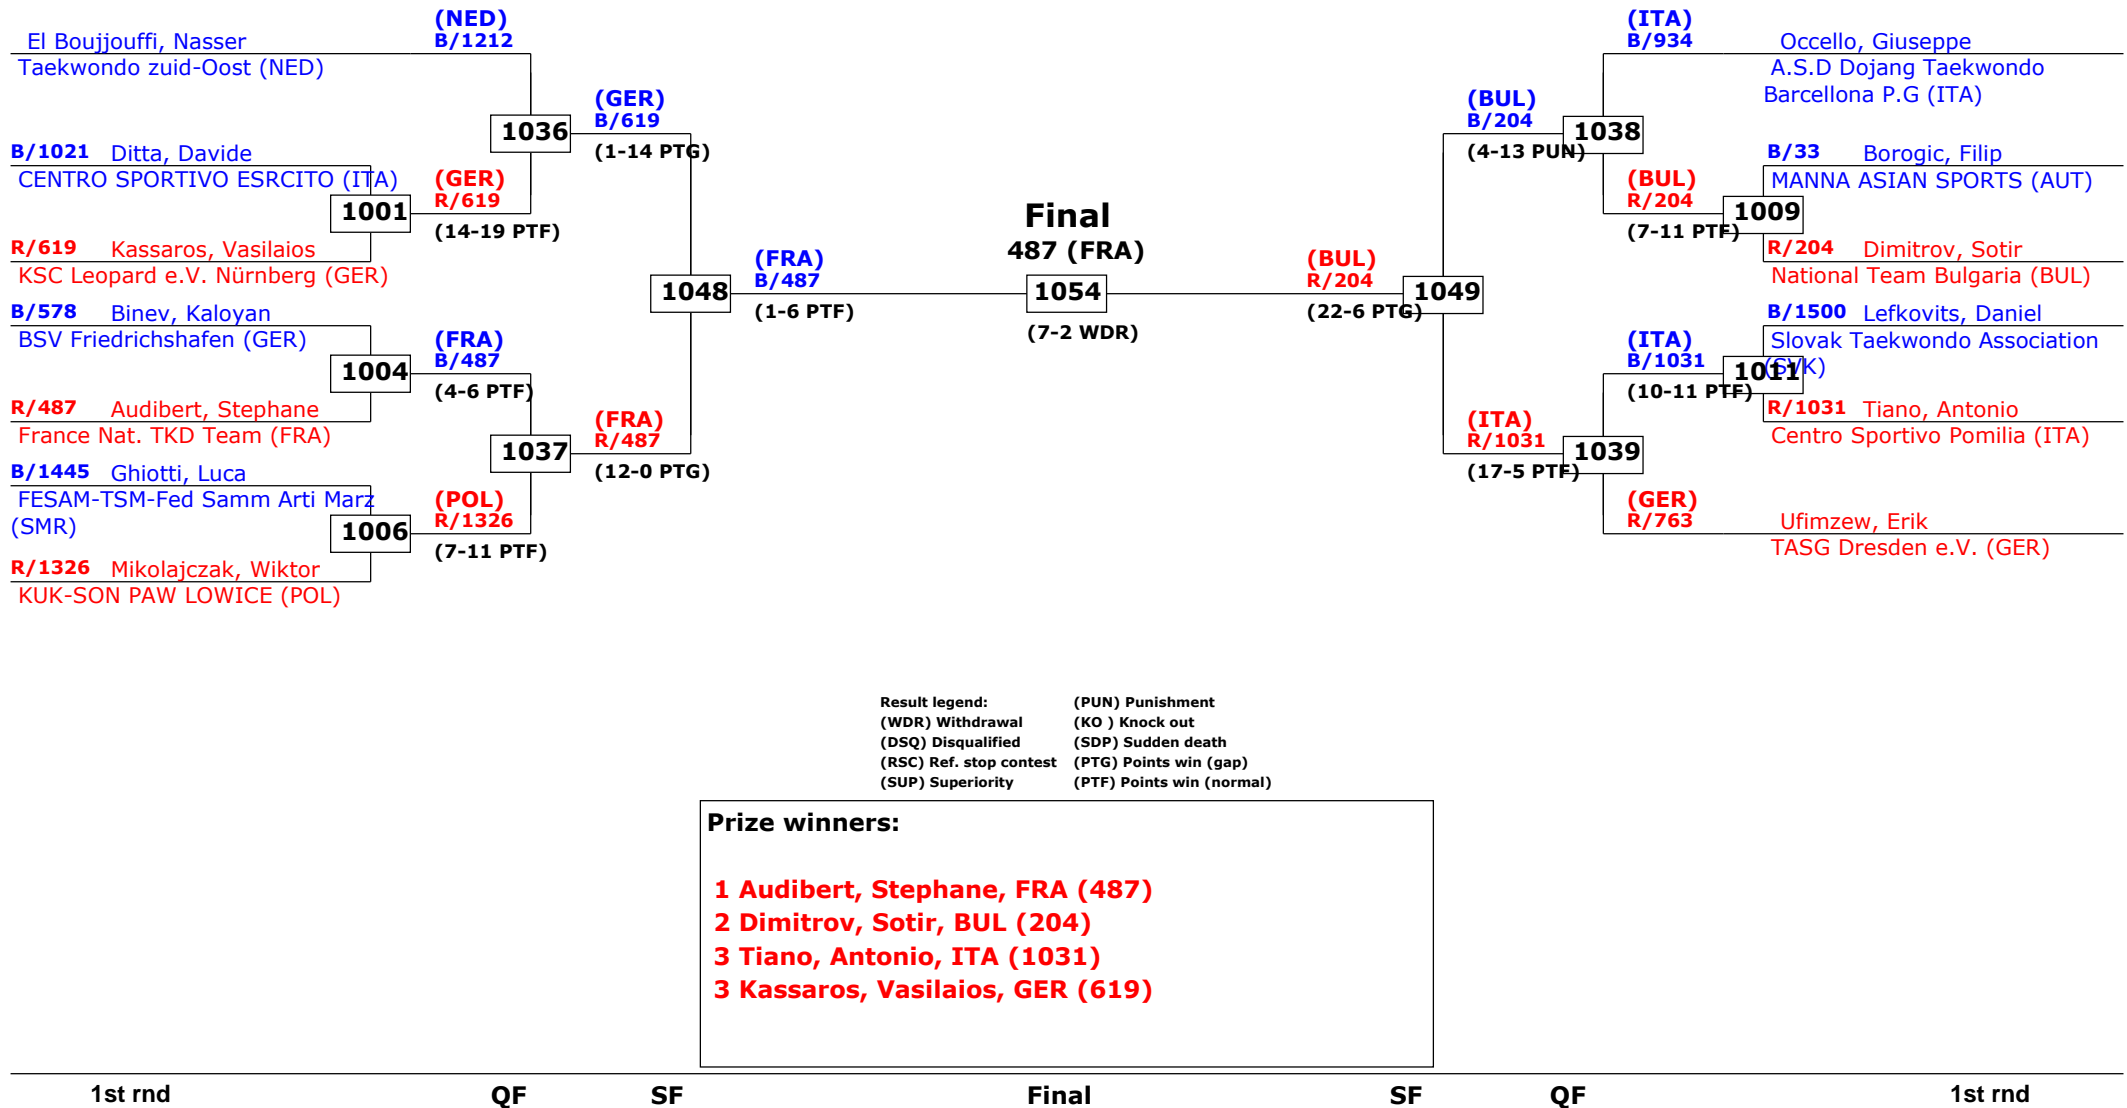 (NED)
El Boujjouffi, Nasser B/1212
Taekwondo zuid-Oost (NED)
(GER)
B/619
1036
(1-14 PTG)
B/1021 Ditta, Davide
CENTRO SPORTIVO ESRCITO (ITA)
(GER)
R/619
1001
(14-19 PTF)
R/619 Kassaros, Vasilaios
KSC Leopard e.V. Nürnberg (GER)
(FRA)
B/487
1048
(1-6 PTF)
B/578 Binev, Kaloyan
BSV Friedrichshafen (GER)
(FRA)
B/487
1004
(4-6 PTF)
R/487 Audibert, Stephane
France Nat. TKD Team (FRA)
(FRA)
R/487
1037
(12-0 PTG)
B/1445 Ghiotti, Luca
FESAM-TSM-Fed Samm Arti Marz
(SMR)
(POL)
R/1326
1006
(7-11 PTF)
R/1326 Mikolajczak, Wiktor
KUK-SON PAW LOWICE (POL)
Final
487 (FRA)
1054
(7-2 WDR)
(ITA)
B/934 Occello, Giuseppe
A.S.D Dojang Taekwondo
Barcellona P.G (ITA)
(BUL)
B/204
1038
(4-13 PUN)
B/33 Borogic, Filip
MANNA ASIAN SPORTS (AUT)
(BUL)
R/204
1009
(7-11 PTF)
R/204 Dimitrov, Sotir
National Team Bulgaria (BUL)
(BUL)
R/204
1049
(22-6 PTG)
B/1500 Lefkovits, Daniel
Slovak Taekwondo Association
(SVK)
(ITA)
B/1031
1011
(10-11 PTF)
R/1031 Tiano, Antonio
Centro Sportivo Pomilia (ITA)
(ITA)
R/1031
1039
(17-5 PTF)
(GER)
R/763 Ufimzew, Erik
TASG Dresden e.V. (GER)
Result legend: (PUN) Punishment
(WDR) Withdrawal (KO ) Knock out
(DSQ) Disqualified (SDP) Sudden death
(RSC) Ref. stop contest (PTG) Points win (gap)
(SUP) Superiority (PTF) Points win (normal)
Prize winners:
1 Audibert, Stephane, FRA (487)
2 Dimitrov, Sotir, BUL (204)
3 Tiano, Antonio, ITA (1031)
3 Kassaros, Vasilaios, GER (619)
1st rnd QF SF Final SF QF 1st rnd